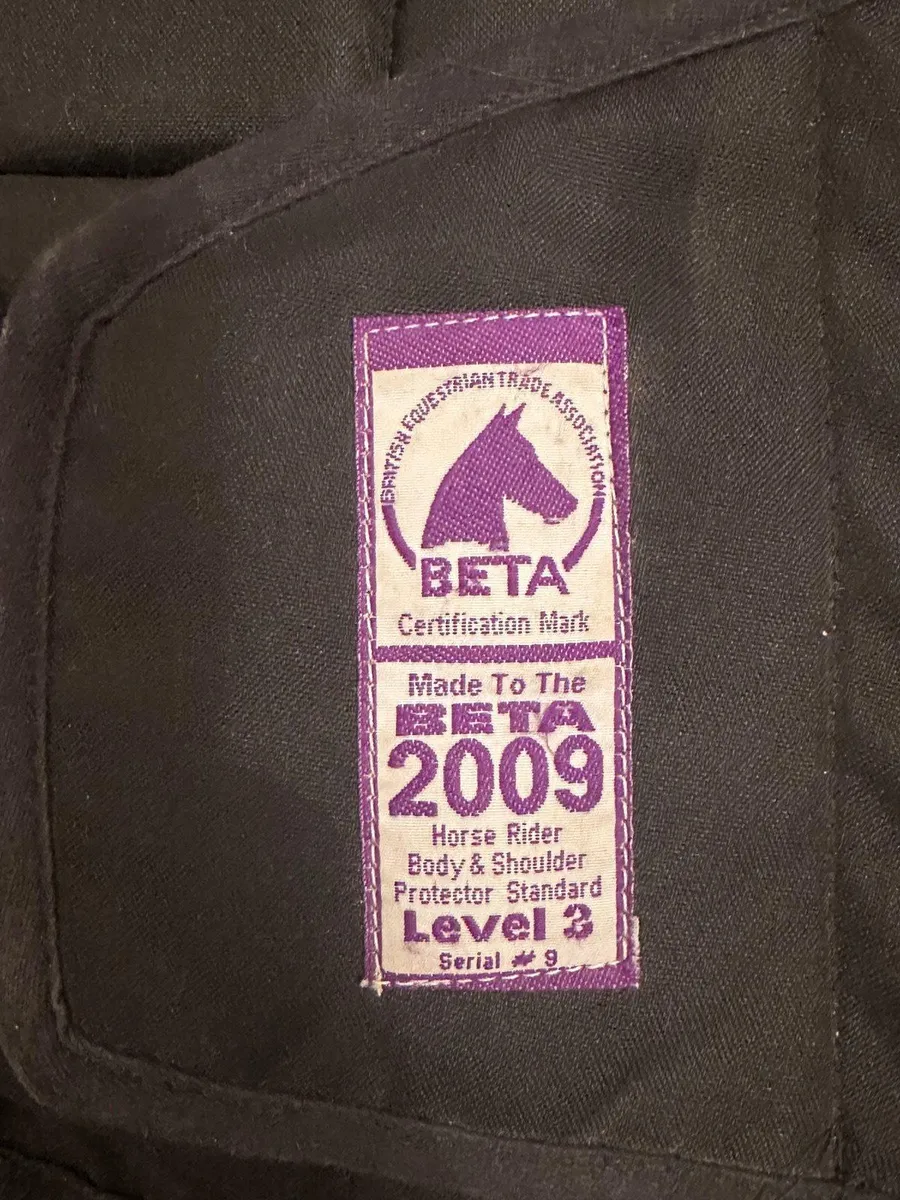 BRITISH EQUESTRIAN TRADE ASSOCIATION
BETA
Certification Mark
Made To The
BETA
2009
Horse Rider
Body & Shoulder
Protector Standard
Level 3
Serial # 9